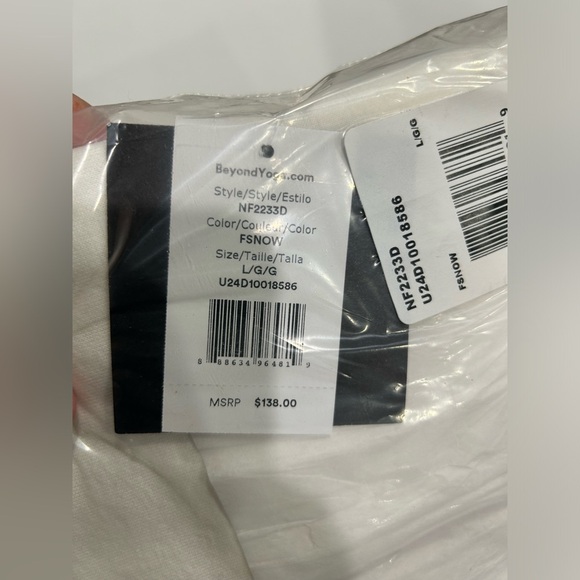 BeyondYoga.com
Style/Style/Estilo
NF2233D
Color/Couleur/Color
FSNOW
Size/Taille/Talla
L/G/G
U24D10018586
8 88634 96481 9
MSRP $138.00
L/G/G
9
NF2233D
U24D10018586
FSNOW